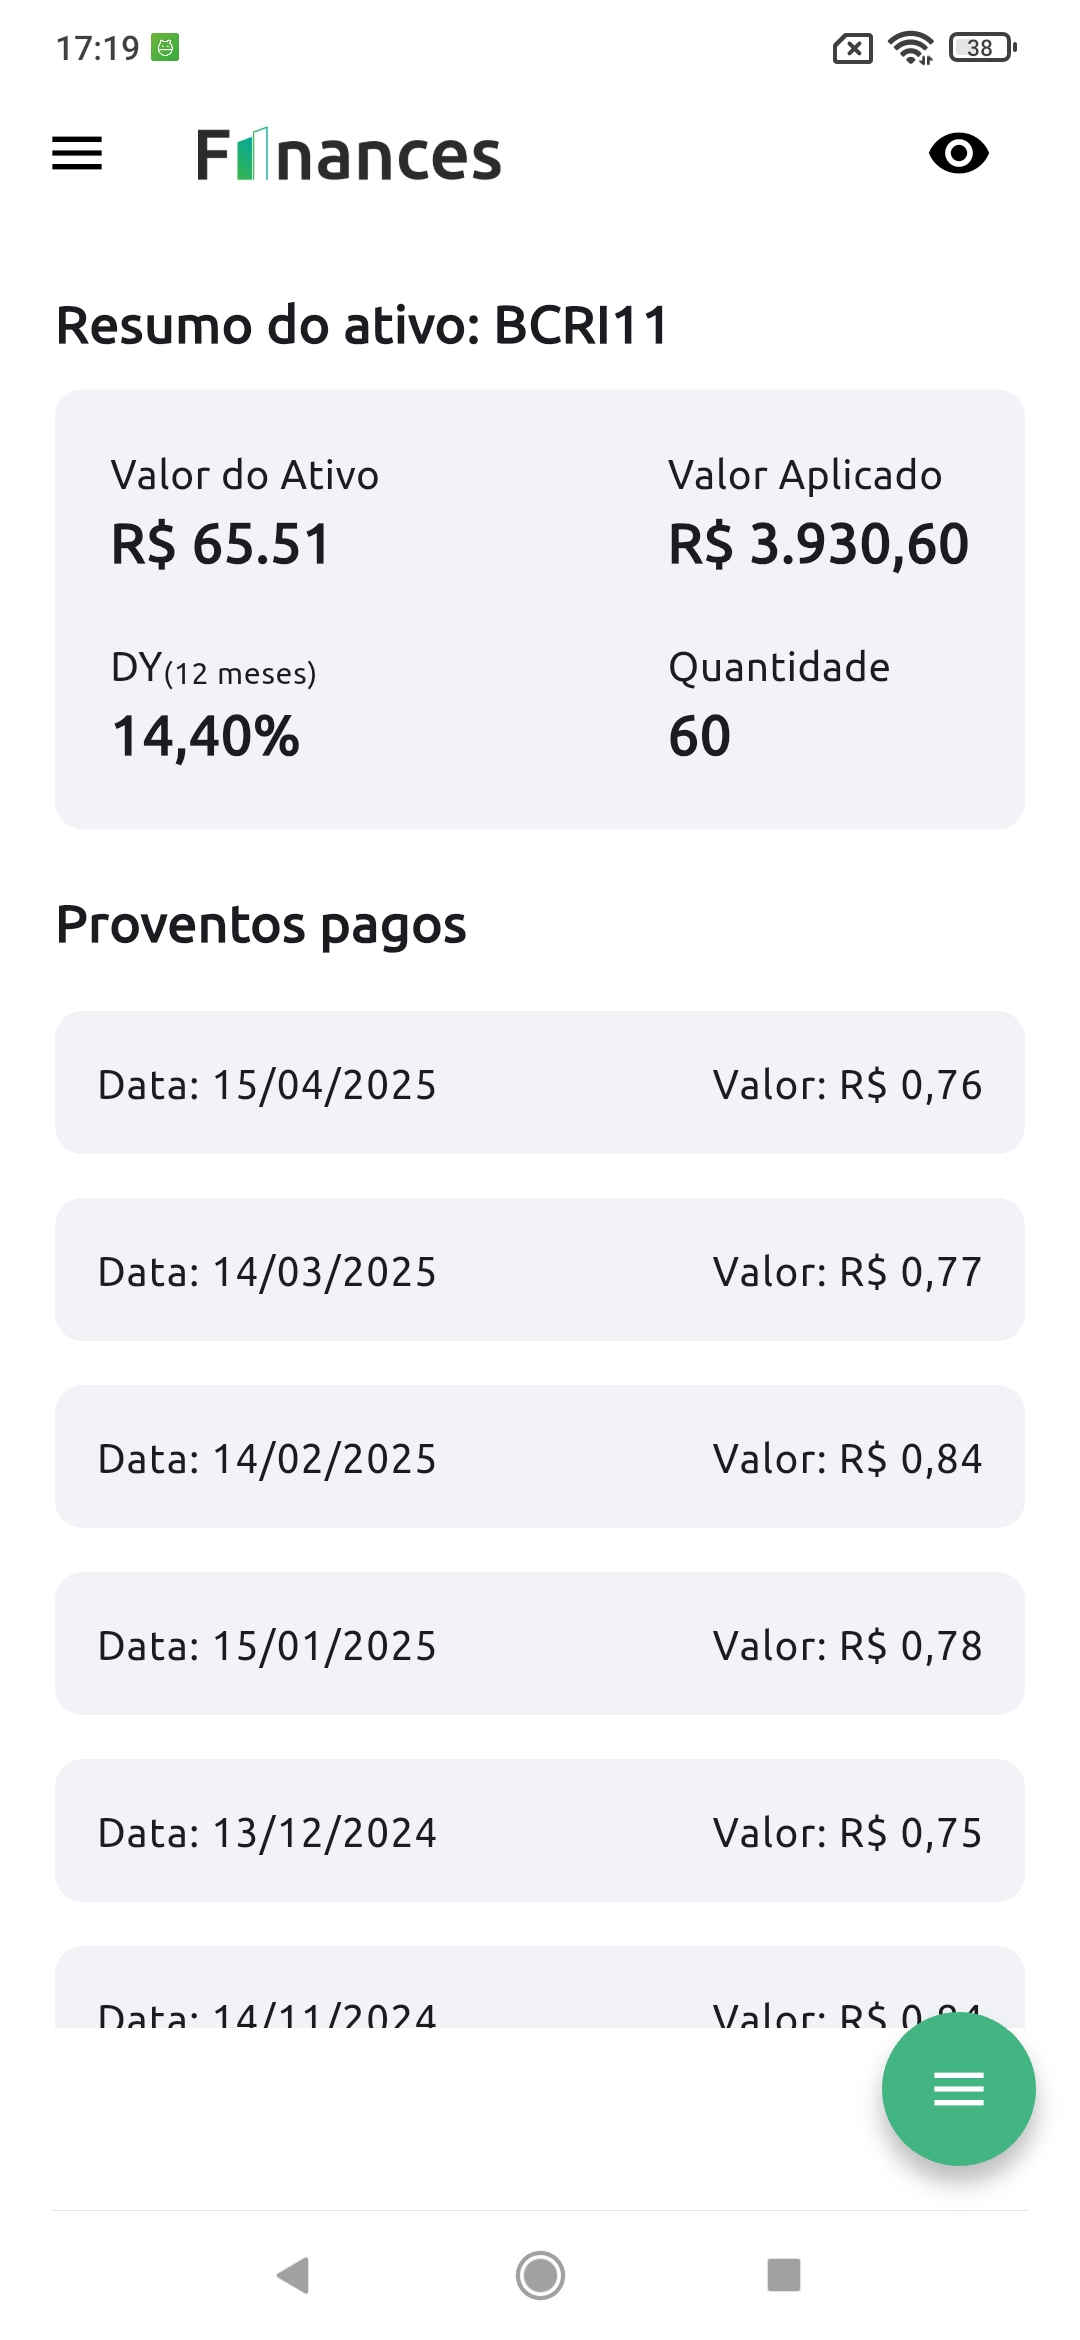 17:19
38
Finances
Resumo do ativo: BCRI11
Valor do Ativo
Valor Aplicado
R$ 65.51
R$ 3.930,60
DY(12 meses)
Quantidade
14,40%
60
Proventos pagos
Data: 15/04/2025
Valor: R$ 0,76
Data: 14/03/2025
Valor: R$ 0,77
Data: 14/02/2025
Valor: R$ 0,84
Data: 15/01/2025
Valor: R$ 0,78
Data: 13/12/2024
Valor: R$ 0,75
Data: 14/11/2024
Valor: R$